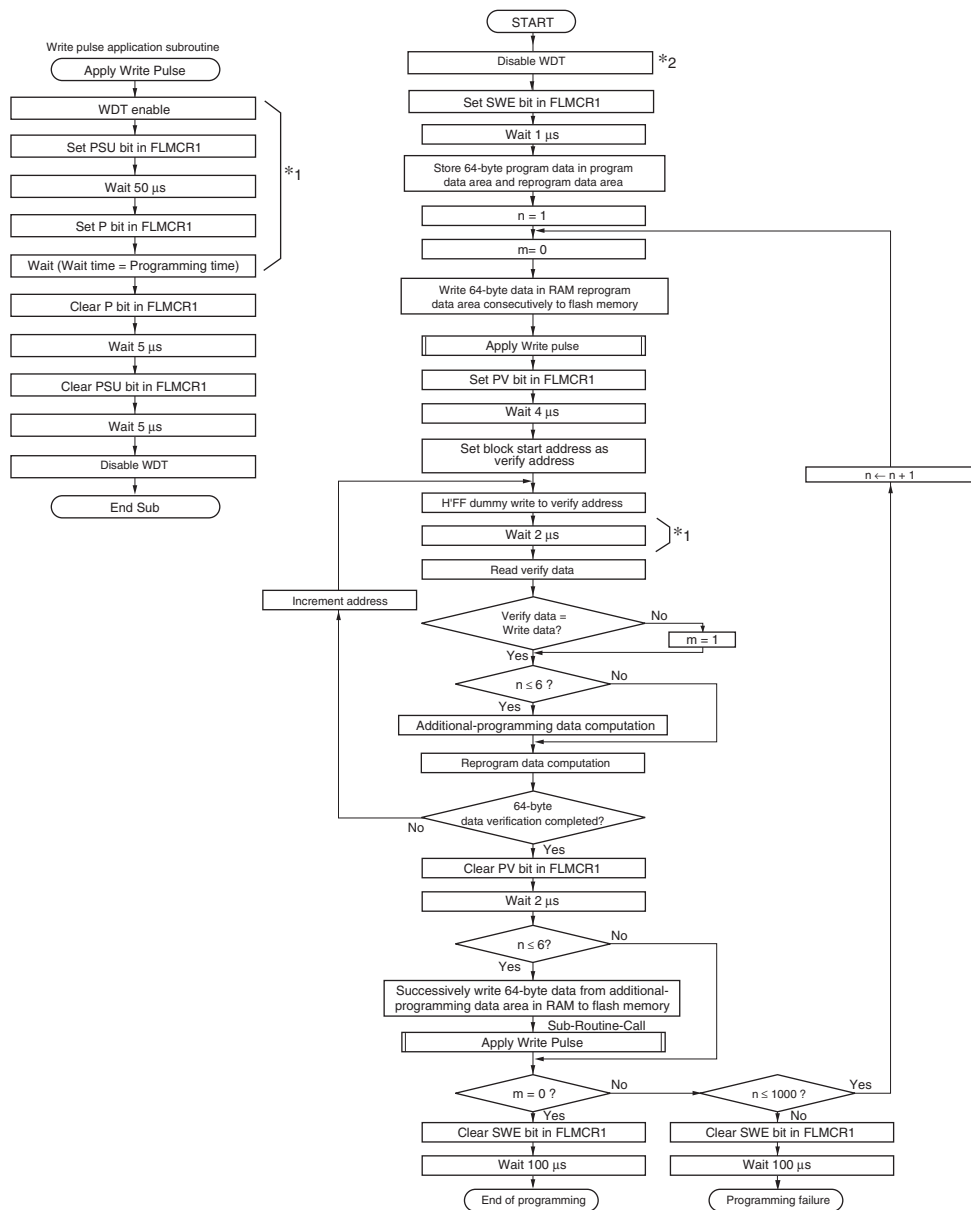 Write pulse application subroutine
Apply Write Pulse
WDT enable
Set PSU bit in FLMCR1
Wait 50 μs
Set P bit in FLMCR1
Wait (Wait time = Programming time)
*1
Clear P bit in FLMCR1
Wait 5 μs
Clear PSU bit in FLMCR1
Wait 5 μs
Disable WDT
End Sub
START
Disable WDT
*2
Set SWE bit in FLMCR1
Wait 1 μs
Store 64-byte program data in program
data area and reprogram data area
n = 1
m= 0
Write 64-byte data in RAM reprogram
data area consecutively to flash memory
Apply Write pulse
Set PV bit in FLMCR1
Wait 4 μs
Set block start address as
verify address
n ← n + 1
H'FF dummy write to verify address
Wait 2 μs
*1
Read verify data
Increment address
Verify data =
Write data?
No
m = 1
Yes
n ≤ 6 ?
No
Yes
Additional-programming data computation
Reprogram data computation
64-byte
data verification completed?
No
Yes
Clear PV bit in FLMCR1
Wait 2 μs
n ≤ 6?
No
Yes
Successively write 64-byte data from additional-
programming data area in RAM to flash memory
Sub-Routine-Call
Apply Write Pulse
m = 0 ?
No
n ≤ 1000 ?
Yes
Yes
No
Clear SWE bit in FLMCR1
Clear SWE bit in FLMCR1
Wait 100 μs
Wait 100 μs
End of programming
Programming failure